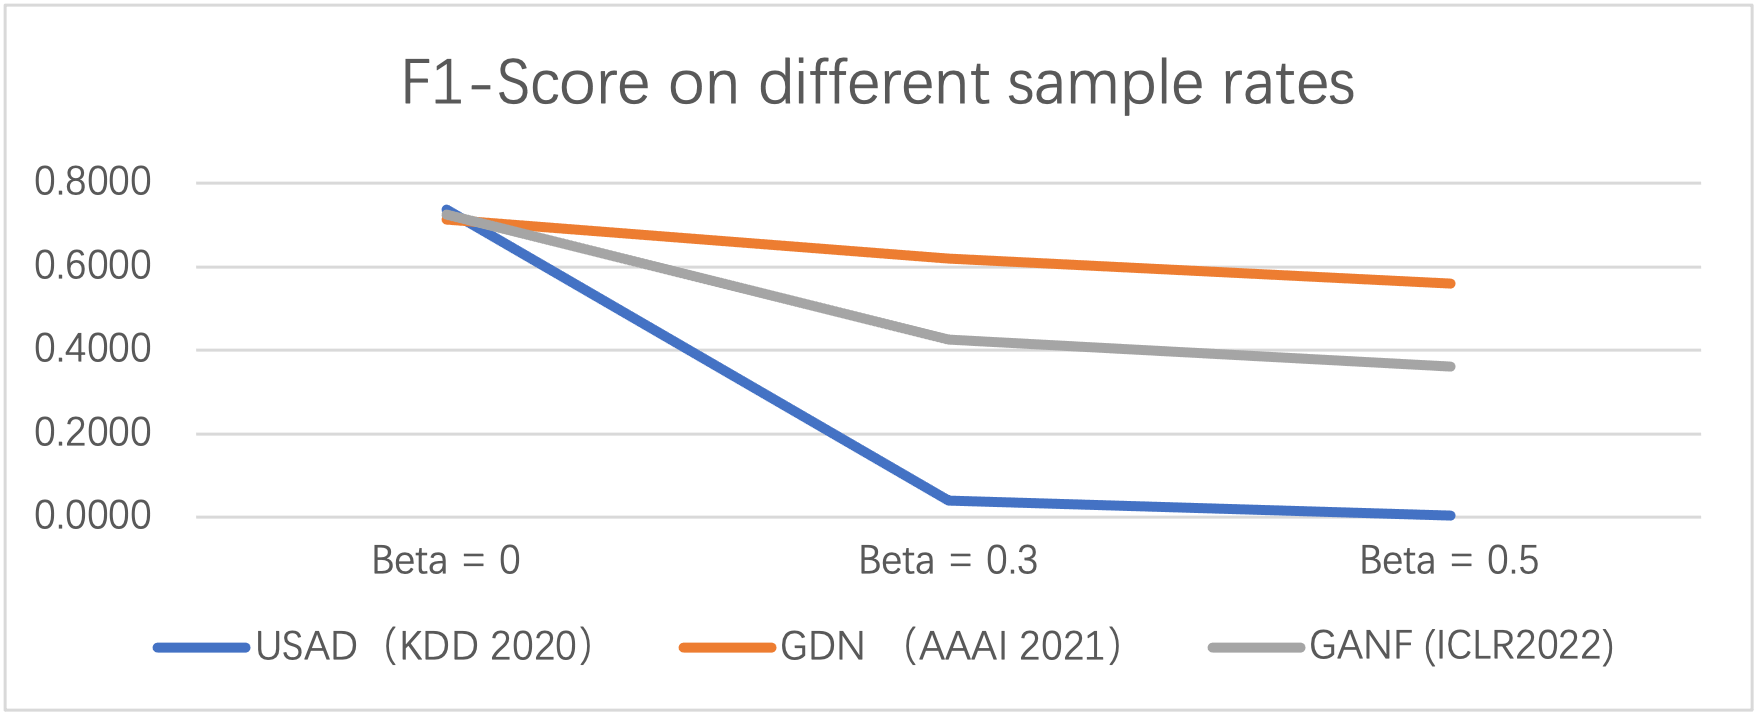 F1-Score on different sample rates
0.8000
0.6000
0.4000
0.2000
0.0000
Beta = 0 Beta = 0.3 Beta = 0.5
USAD（KDD 2020） GDN （AAAI 2021） GANF (ICLR2022)